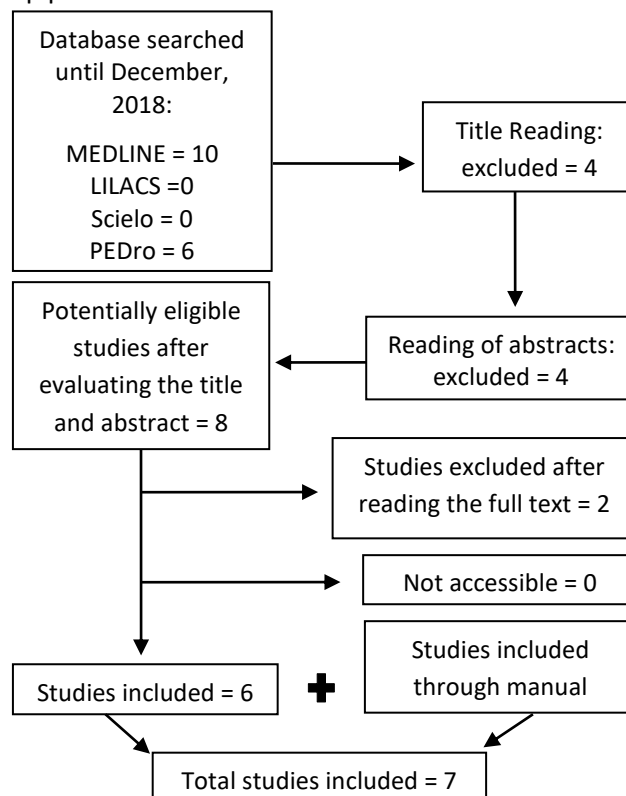 Database searched
until December,
2018:
MEDLINE = 10
LILACS =0
Scielo = 0
PEDro = 6
Title Reading:
excluded = 4
Reading of abstracts:
excluded = 4
Potentially eligible
studies after
evaluating the title
and abstract = 8
Studies excluded after
reading the full text = 2
Not accessible = 0
Studies included = 6
+
Studies included
through manual
Total studies included = 7